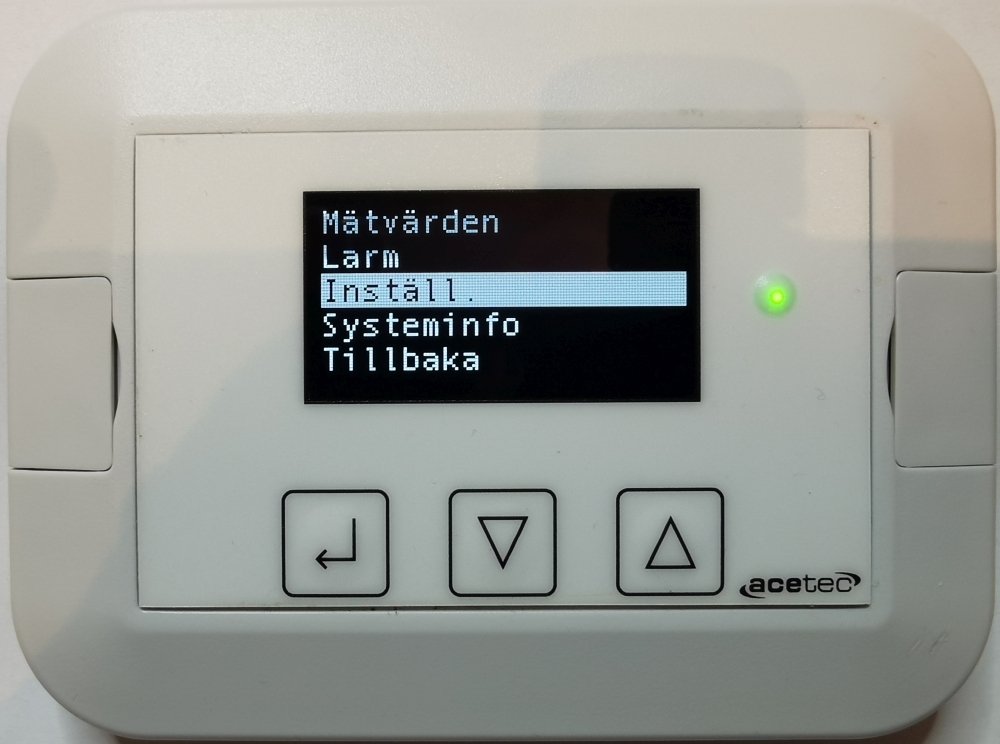 Mätvärden
Larm
Inställ.
Systeminfo
Tillbaka
acetec